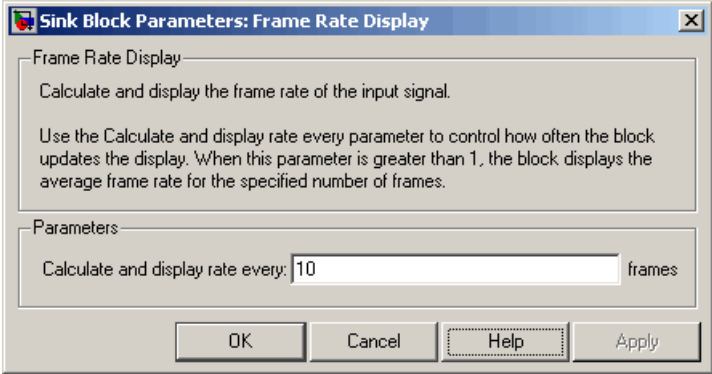 Sink Block Parameters: Frame Rate Display
Frame Rate Display
Calculate and display the frame rate of the input signal.
Use the Calculate and display rate every parameter to control how often the block
updates the display. When this parameter is greater than 1, the block displays the
average frame rate for the specified number of frames.
Parameters
Calculate and display rate every: 10 frames
OK Cancel Help Apply